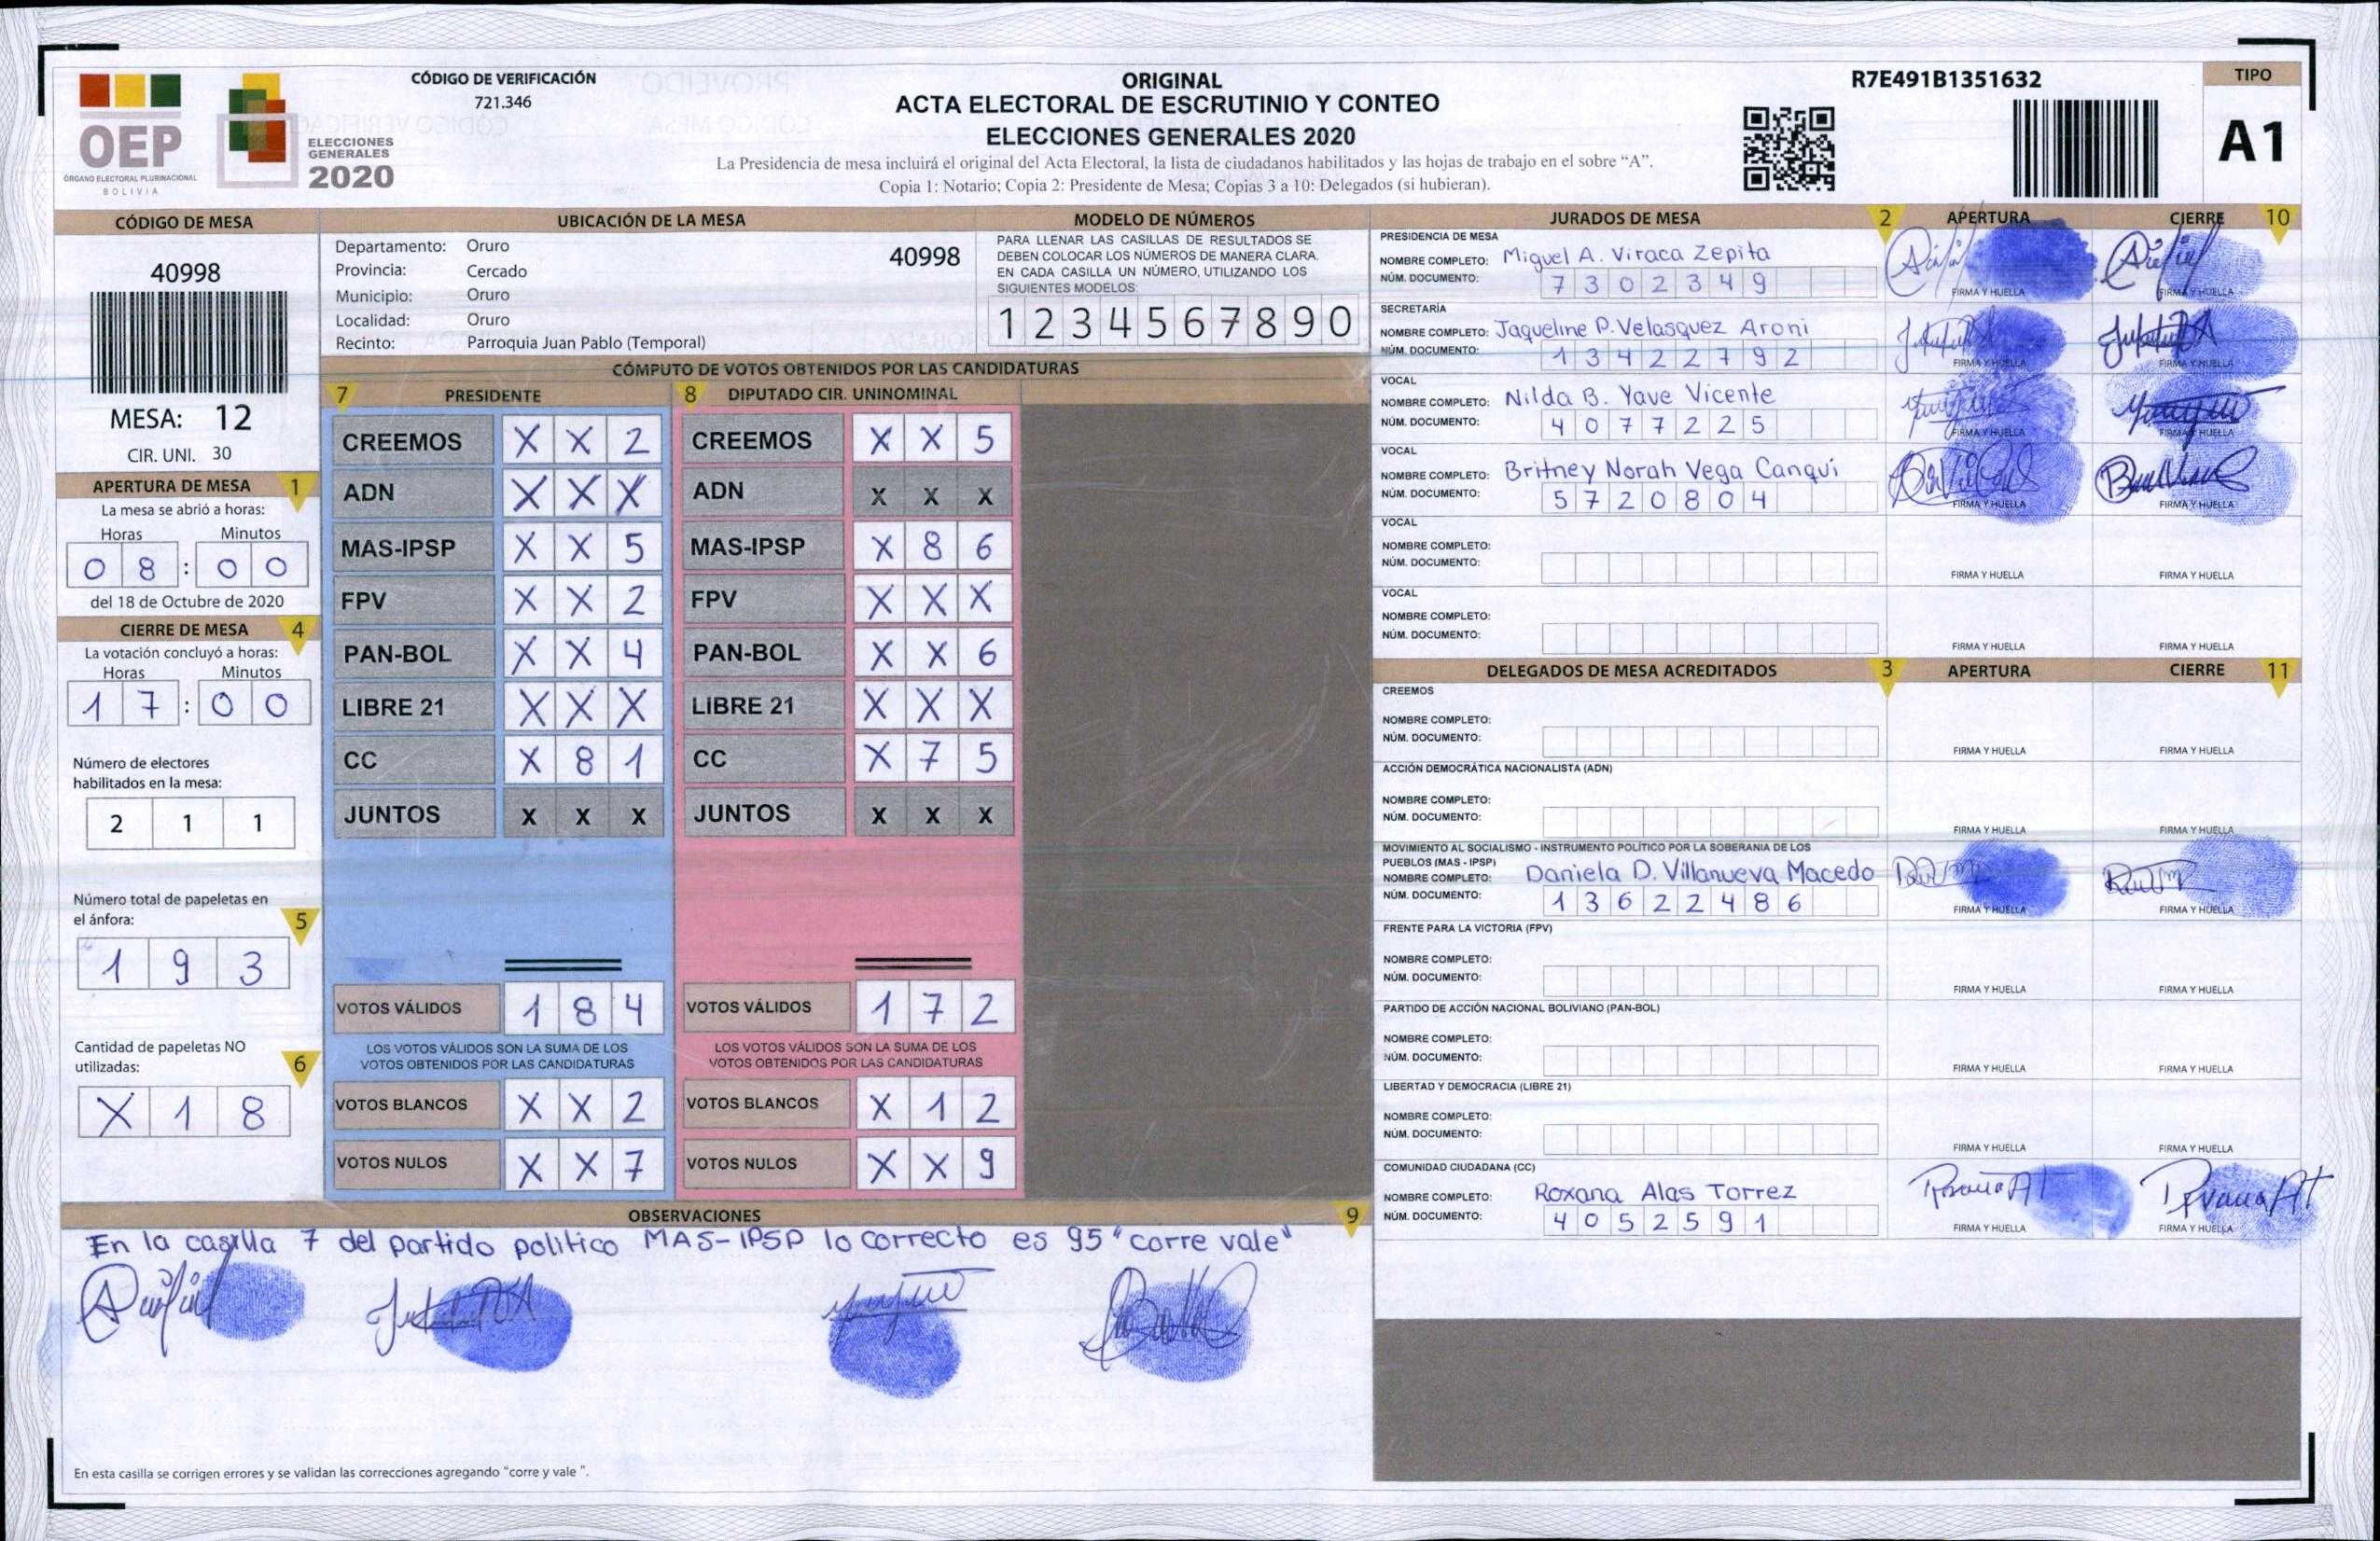 OEP
ÓRGANO ELECTORAL PLURINACIONAL
BOLIVIA
ELECCIONES
GENERALES
2020
CÓDIGO DE VERIFICACIÓN
721.346
ORIGINAL
ACTA ELECTORAL DE ESCRUTINIO Y CONTEO
ELECCIONES GENERALES 2020
La Presidencia de mesa incluirá el original del Acta Electoral, la lista de ciudadanos habilitados y las hojas de trabajo en el sobre “A”.
Copia 1: Notario; Copia 2: Presidente de Mesa; Copias 3 a 10: Delegados (si hubieran).
R7E491B1351632
TIPO
A1
CÓDIGO DE MESA
40998
MESA: 12
CIR. UNI. 30
APERTURA DE MESA 1
La mesa se abrió a horas:
Horas Minutos
0 8 : 0 0
del 18 de Octubre de 2020
CIERRE DE MESA 4
La votación concluyó a horas:
Horas Minutos
1 7 : 0 0
Número de electores
habilitados en la mesa:
2 1 1
Número total de papeletas en
el ánfora: 5
1 9 3
Cantidad de papeletas NO
utilizadas: 6
X 1 8
UBICACIÓN DE LA MESA
Departamento: Oruro 40998
Provincia: Cercado
Municipio: Oruro
Localidad: Oruro
Recinto: Parroquia Juan Pablo (Temporal)
MODELO DE NÚMEROS
PARA LLENAR LAS CASILLAS DE RESULTADOS SE
DEBEN COLOCAR LOS NÚMEROS DE MANERA CLARA.
EN CADA CASILLA UN NÚMERO, UTILIZANDO LOS
SIGUIENTES MODELOS:
1 2 3 4 5 6 7 8 9 0
CÓMPUTO DE VOTOS OBTENIDOS POR LAS CANDIDATURAS
7 PRESIDENTE
CREEMOS X X 2
ADN X X X
MAS-IPSP X X 5
FPV X X 2
PAN-BOL X X 4
LIBRE 21 X X X
CC X 8 1
JUNTOS X X X
VOTOS VÁLIDOS 1 8 4
LOS VOTOS VÁLIDOS SON LA SUMA DE LOS
VOTOS OBTENIDOS POR LAS CANDIDATURAS
VOTOS BLANCOS X X 2
VOTOS NULOS X X 7
8 DIPUTADO CIR. UNINOMINAL
CREEMOS X X 5
ADN X X X
MAS-IPSP X 8 6
FPV X X X
PAN-BOL X X 6
LIBRE 21 X X X
CC X 7 5
JUNTOS X X X
VOTOS VÁLIDOS 1 7 2
LOS VOTOS VÁLIDOS SON LA SUMA DE LOS
VOTOS OBTENIDOS POR LAS CANDIDATURAS
VOTOS BLANCOS X 1 2
VOTOS NULOS X X 9
OBSERVACIONES 9
En la casilla 7 del partido politico MAS-IPSP lo correcto es 95 "corre vale"
En esta casilla se corrigen errores y se validan las correcciones agregando “corre y vale ”.
JURADOS DE MESA 2 APERTURA CIERRE 10
PRESIDENCIA DE MESA
NOMBRE COMPLETO: Miguel A. Viraca Zepita
NÚM. DOCUMENTO: 7 3 0 2 3 4 9
FIRMA Y HUELLA FIRMA Y HUELLA
SECRETARÍA
NOMBRE COMPLETO: Jaqueline P. Velasquez Aroni
NÚM. DOCUMENTO: 1 3 4 2 2 7 9 2
FIRMA Y HUELLA FIRMA Y HUELLA
VOCAL
NOMBRE COMPLETO: Nilda B. Yave Vicente
NÚM. DOCUMENTO: 4 0 7 7 2 2 5
FIRMA Y HUELLA FIRMA Y HUELLA
VOCAL
NOMBRE COMPLETO: Britney Norah Vega Canqui
NÚM. DOCUMENTO: 5 7 2 0 8 0 4
FIRMA Y HUELLA FIRMA Y HUELLA
VOCAL
NOMBRE COMPLETO:
NÚM. DOCUMENTO:
FIRMA Y HUELLA FIRMA Y HUELLA
VOCAL
NOMBRE COMPLETO:
NÚM. DOCUMENTO:
FIRMA Y HUELLA FIRMA Y HUELLA
DELEGADOS DE MESA ACREDITADOS 3 APERTURA CIERRE 11
CREEMOS
NOMBRE COMPLETO:
NÚM. DOCUMENTO:
FIRMA Y HUELLA FIRMA Y HUELLA
ACCIÓN DEMOCRÁTICA NACIONALISTA (ADN)
NOMBRE COMPLETO:
NÚM. DOCUMENTO:
FIRMA Y HUELLA FIRMA Y HUELLA
MOVIMIENTO AL SOCIALISMO - INSTRUMENTO POLÍTICO POR LA SOBERANIA DE LOS
PUEBLOS (MAS - IPSP)
NOMBRE COMPLETO: Daniela D. Villanueva Macedo
NÚM. DOCUMENTO: 1 3 6 2 2 4 8 6
FIRMA Y HUELLA FIRMA Y HUELLA
FRENTE PARA LA VICTORIA (FPV)
NOMBRE COMPLETO:
NÚM. DOCUMENTO:
FIRMA Y HUELLA FIRMA Y HUELLA
PARTIDO DE ACCIÓN NACIONAL BOLIVIANO (PAN-BOL)
NOMBRE COMPLETO:
NÚM. DOCUMENTO:
FIRMA Y HUELLA FIRMA Y HUELLA
LIBERTAD Y DEMOCRACIA (LIBRE 21)
NOMBRE COMPLETO:
NÚM. DOCUMENTO:
FIRMA Y HUELLA FIRMA Y HUELLA
COMUNIDAD CIUDADANA (CC)
NOMBRE COMPLETO: Roxana Alas Torrez
NÚM. DOCUMENTO: 4 0 5 2 5 9 1
FIRMA Y HUELLA FIRMA Y HUELLA